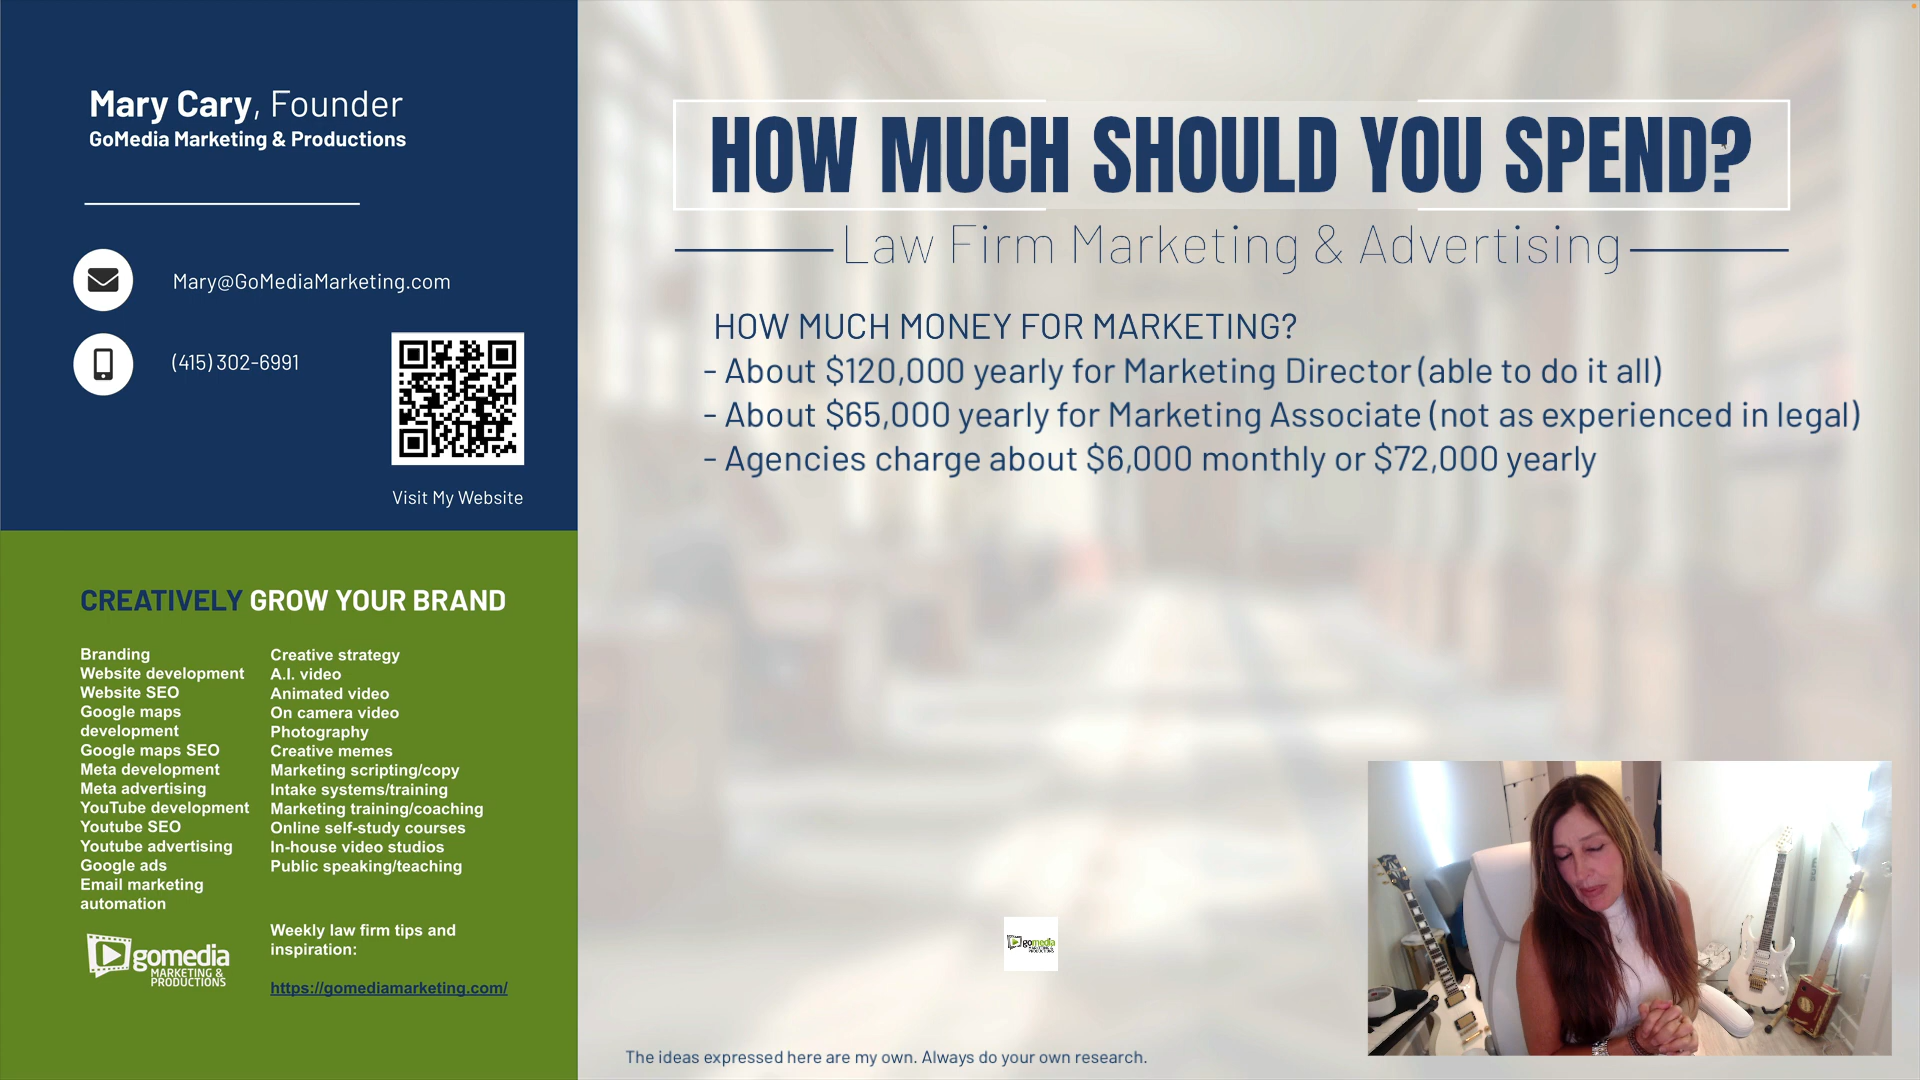 Mary Cary, Founder
GoMedia Marketing & Productions
Mary@GoMediaMarketing.com
(415) 302-6991
Visit My Website
CREATIVELY GROW YOUR BRAND
Branding
Website development
Website SEO
Google maps
development
Google maps SEO
Meta development
Meta advertising
YouTube development
Youtube SEO
Youtube advertising
Google ads
Email marketing
automation
Creative strategy
A.I. video
Animated video
On camera video
Photography
Creative memes
Marketing scripting/copy
Intake systems/training
Marketing training/coaching
Online self-study courses
In-house video studios
Public speaking/teaching
Weekly law firm tips and
inspiration:
https://gomediamarketing.com/
gomedia
MARKETING &
PRODUCTIONS
HOW MUCH SHOULD YOU SPEND?
Law Firm Marketing & Advertising
HOW MUCH MONEY FOR MARKETING?
- About $120,000 yearly for Marketing Director (able to do it all)
- About $65,000 yearly for Marketing Associate (not as experienced in legal)
- Agencies charge about $6,000 monthly or $72,000 yearly
gomedia
MARKETING &
PRODUCTIONS
The ideas expressed here are my own. Always do your own research.